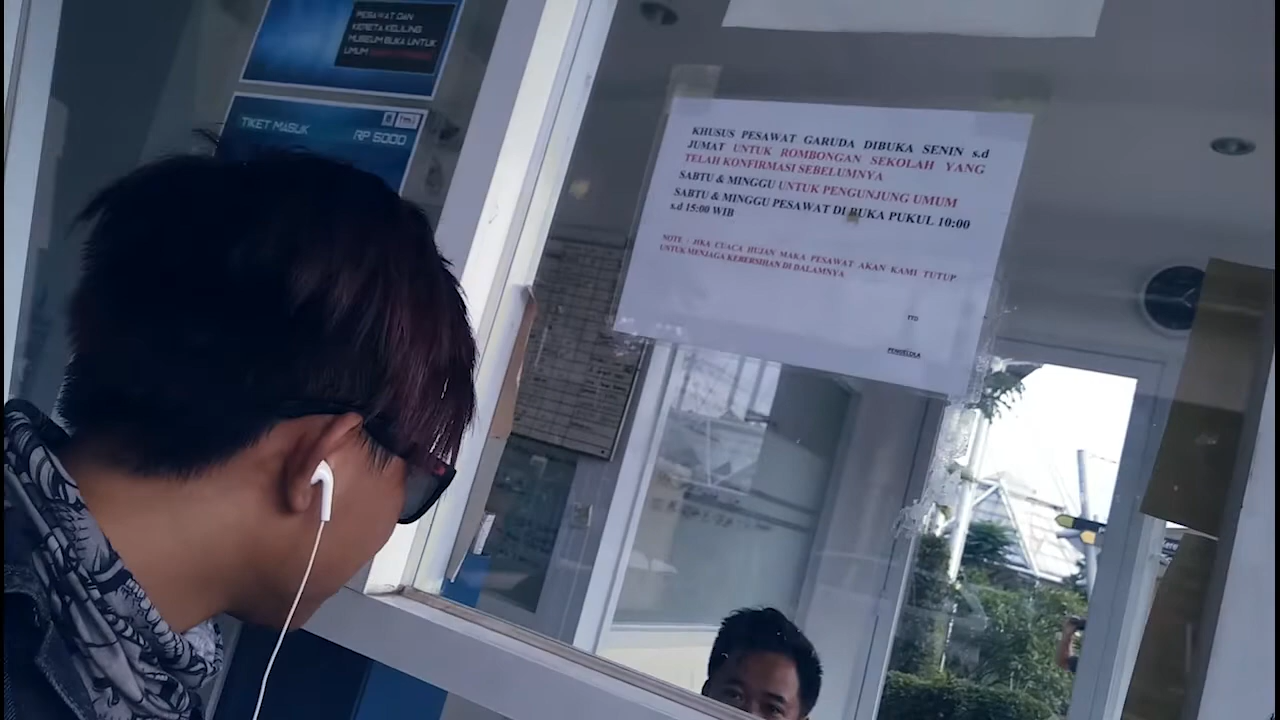 PESAWAT DAN
KERETA KELILING
MUSEUM BUKA UNTUK
UMUM
TIKET MASUK RP 5000
KHUSUS PESAWAT GARUDA DIBUKA SENIN s.d
JUMAT UNTUK ROMBONGAN SEKOLAH YANG
TELAH KONFIRMASI SEBELUMNYA
SABTU & MINGGU UNTUK PENGUNJUNG UMUM
SABTU & MINGGU PESAWAT DI BUKA PUKUL 10:00
s.d 15:00 WIB
NOTE : JIKA CUACA HUJAN MAKA PESAWAT AKAN KAMI TUTUP
UNTUK MENJAGA KEBERSIHAN DI DALAMNYA
TTD
PENGELOLA